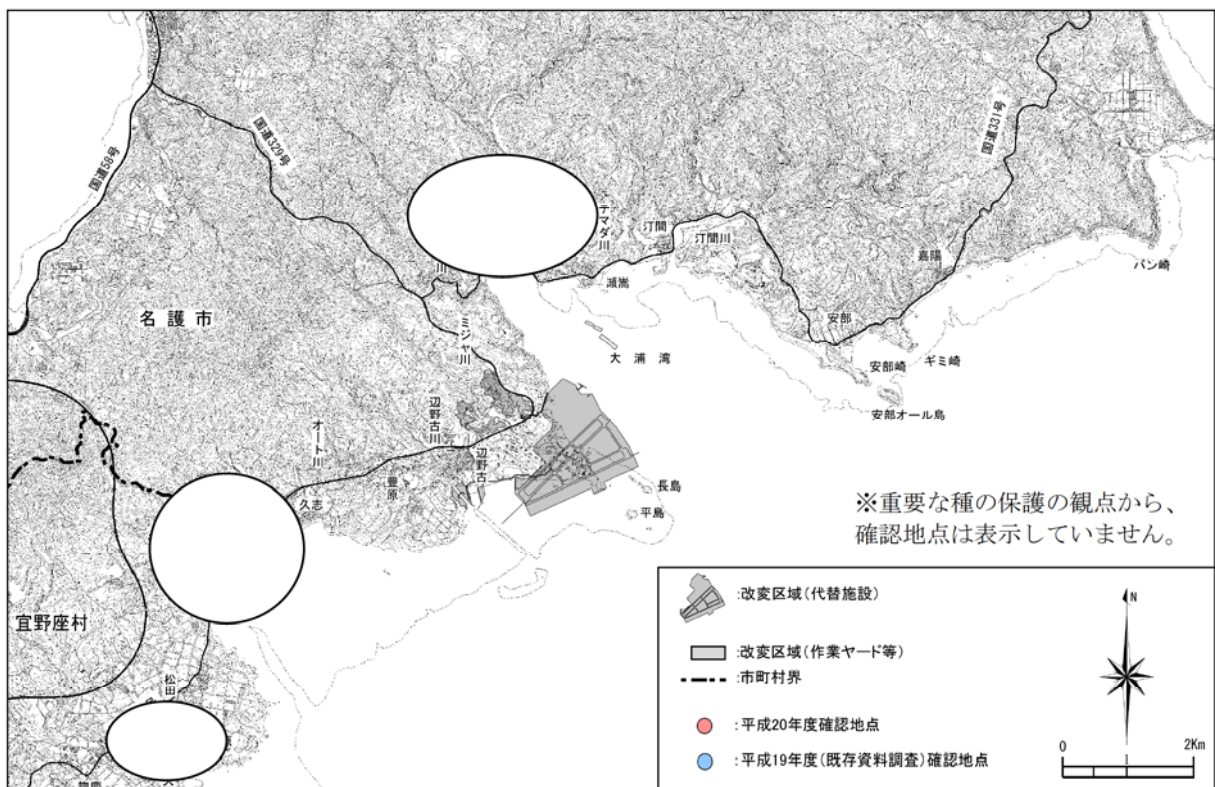 国道58号
国道329号
国道331号
テマダ川
汀間
汀間川
川
瀬嵩
嘉陽
バン崎
名護市
ミジャ川
大浦湾
安部
安部崎
ギミ崎
安部オール島
辺野古川
オート川
辺野古
豊原
久志
長島
平島
※重要な種の保護の観点から、
確認地点は表示していません。
宜野座村
松田
:改変区域(代替施設)
:改変区域(作業ヤード等)
:市町村界
:平成20年度確認地点
:平成19年度(既存資料調査)確認地点
N
0 1 2Km